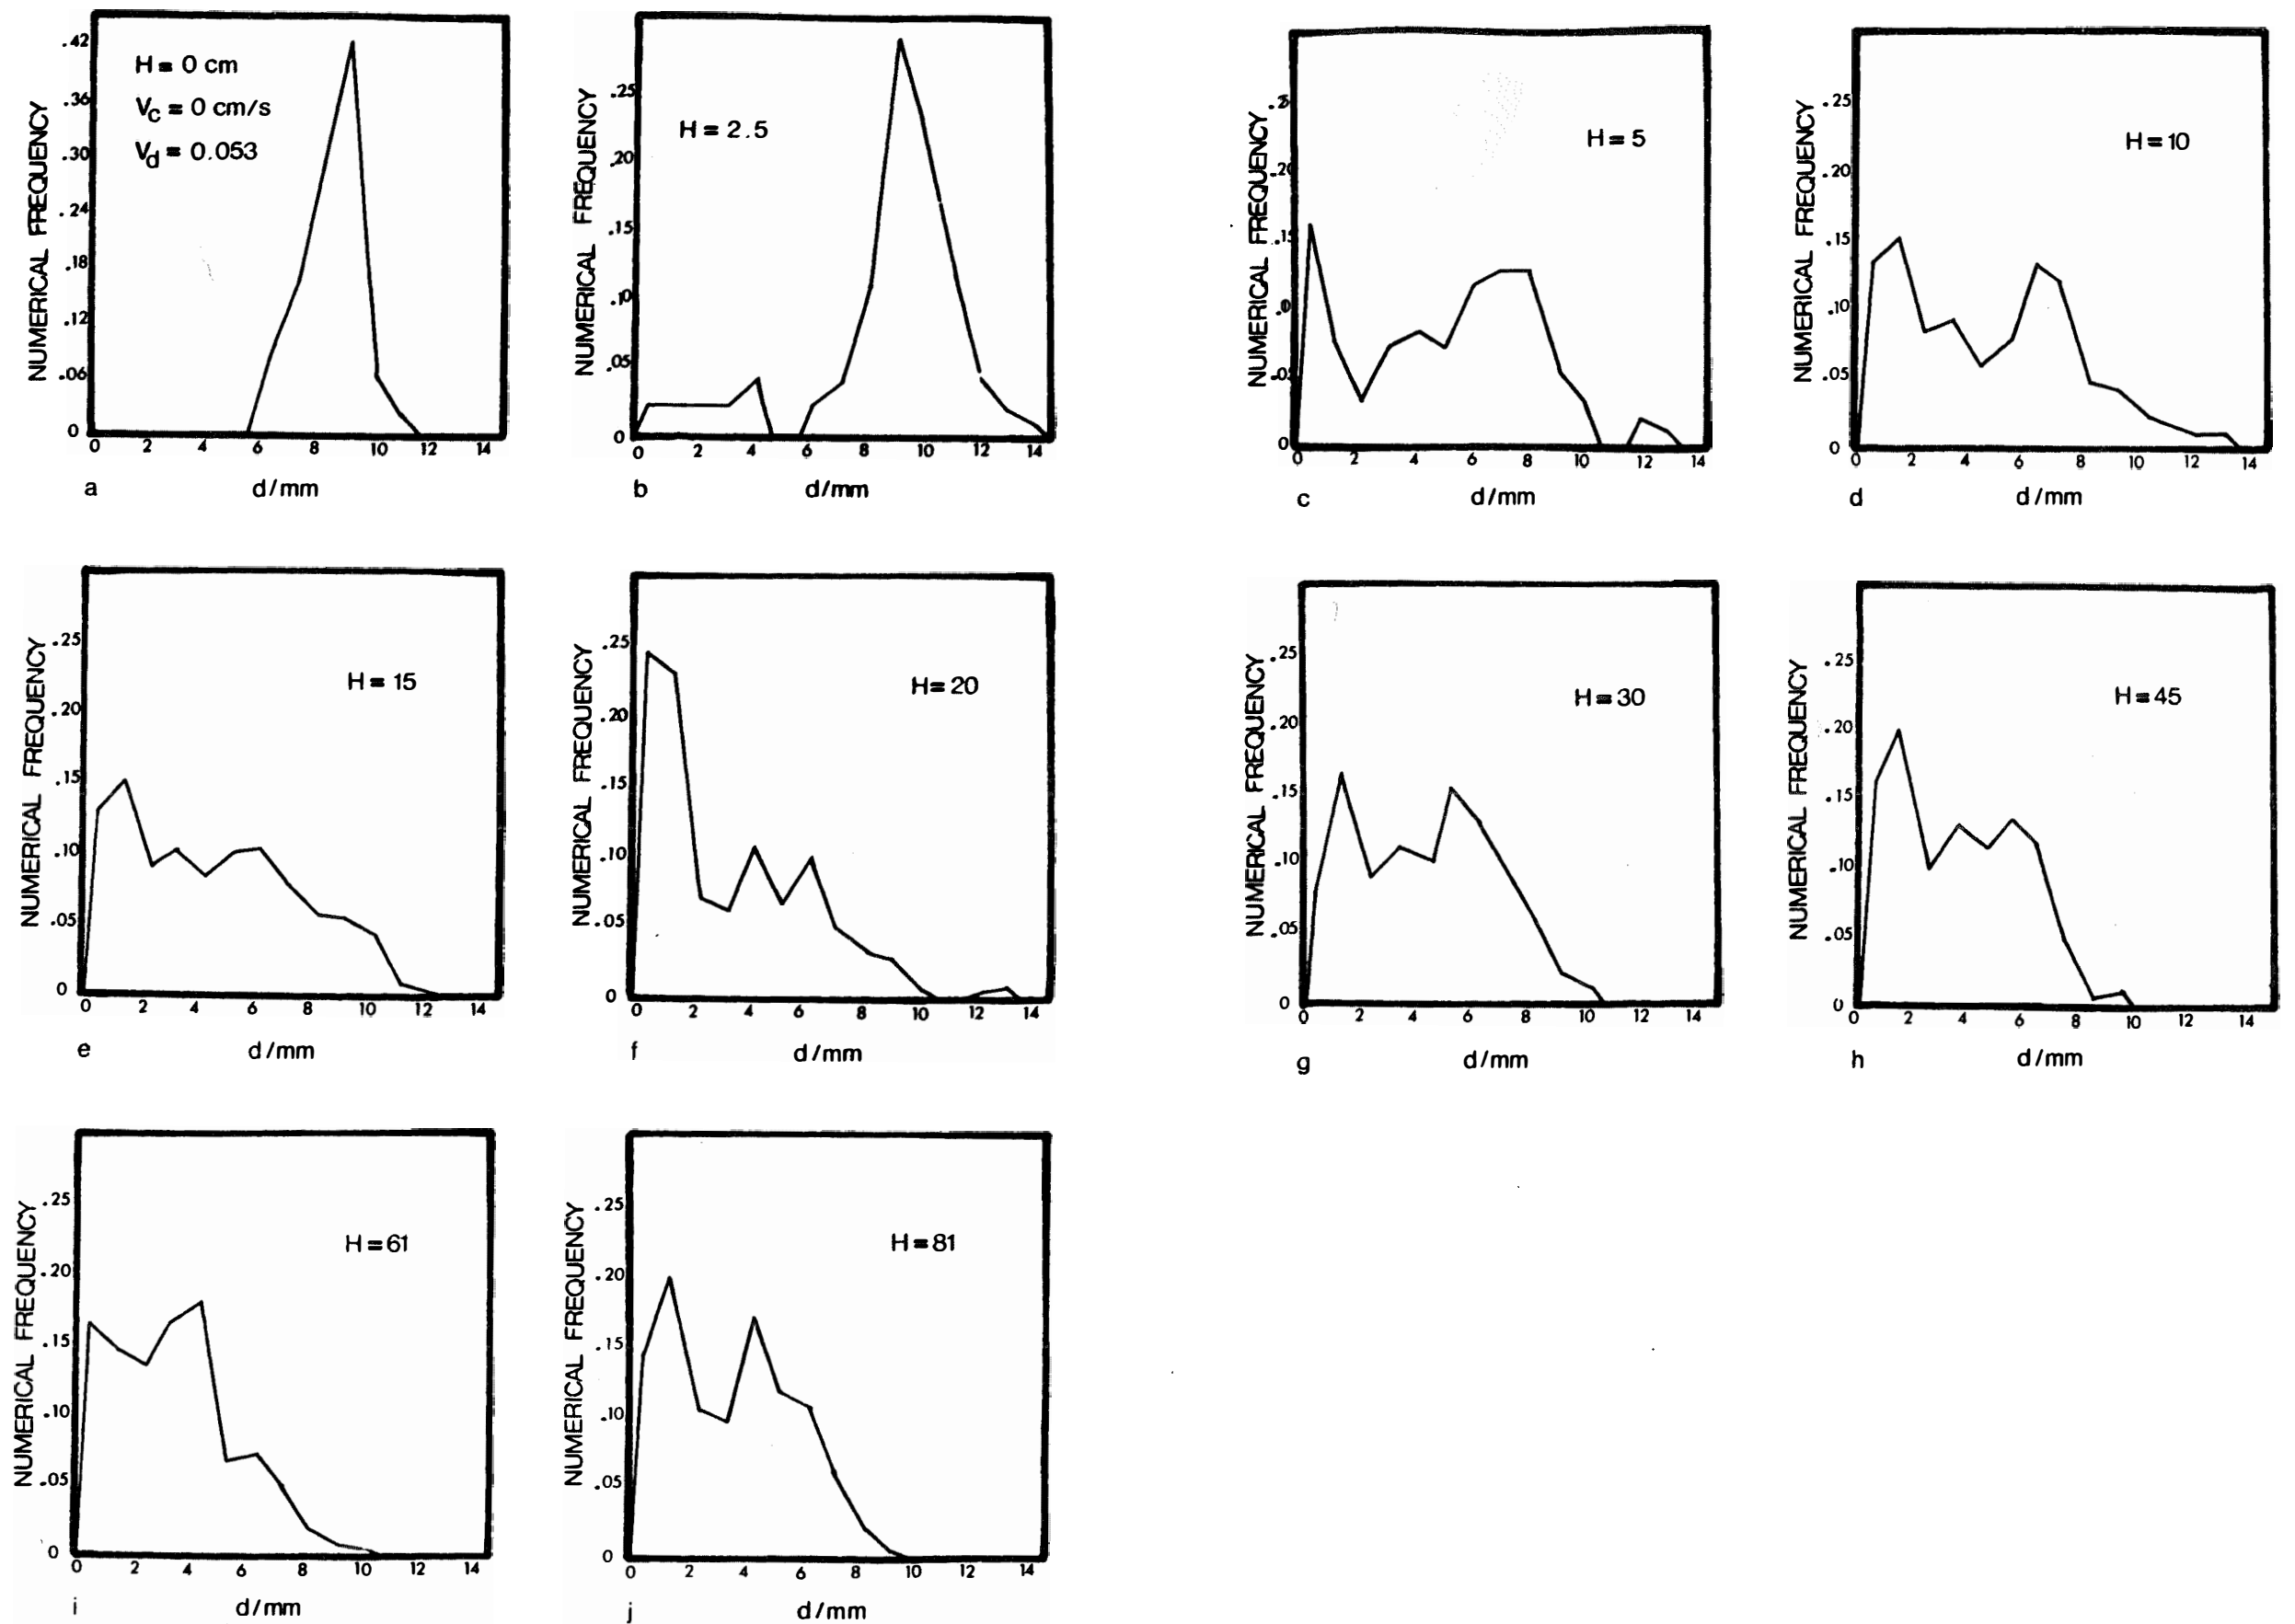 NUMERICAL FREQUENCY
.42
.36
.30
.24
.18
.12
.06
0
H = 0 cm
Vc = 0 cm/s
Vd = 0.053
0 2 4 6 8 10 12 14
a d/mm
NUMERICAL FREQUENCY
.25
.20
.15
.10
.05
0
H = 2.5
0 2 4 6 8 10 12 14
b d/mm
NUMERICAL FREQUENCY
.20
.15
0
H = 5
0 2 4 6 8 10 12 14
c d/mm
NUMERICAL FREQUENCY
.25
.20
.15
.10
.05
0
H = 10
0 2 4 6 8 10 12 14
d d/mm
NUMERICAL FREQUENCY
.25
.20
.15
.10
.05
0
H = 15
0 2 4 6 8 10 12 14
e d/mm
NUMERICAL FREQUENCY
.25
.20
.15
.10
.05
0
H= 20
0 2 4 6 8 10 12 14
f d/mm
NUMERICAL FREQUENCY
.25
.20
.15
.10
.05
0
H = 30
0 2 4 6 8 10 12 14
g d/mm
NUMERICAL FREQUENCY
.25
.20
.15
.10
.05
0
H = 45
0 2 4 6 8 10 12 14
h d/mm
NUMERICAL FREQUENCY
.25
.20
.15
.10
.05
0
H = 61
0 2 4 6 8 10 12 14
i d/mm
NUMERICAL FREQUENCY
.25
.20
.15
.10
.05
0
H = 81
0 2 4 6 8 10 12 14
j d/mm